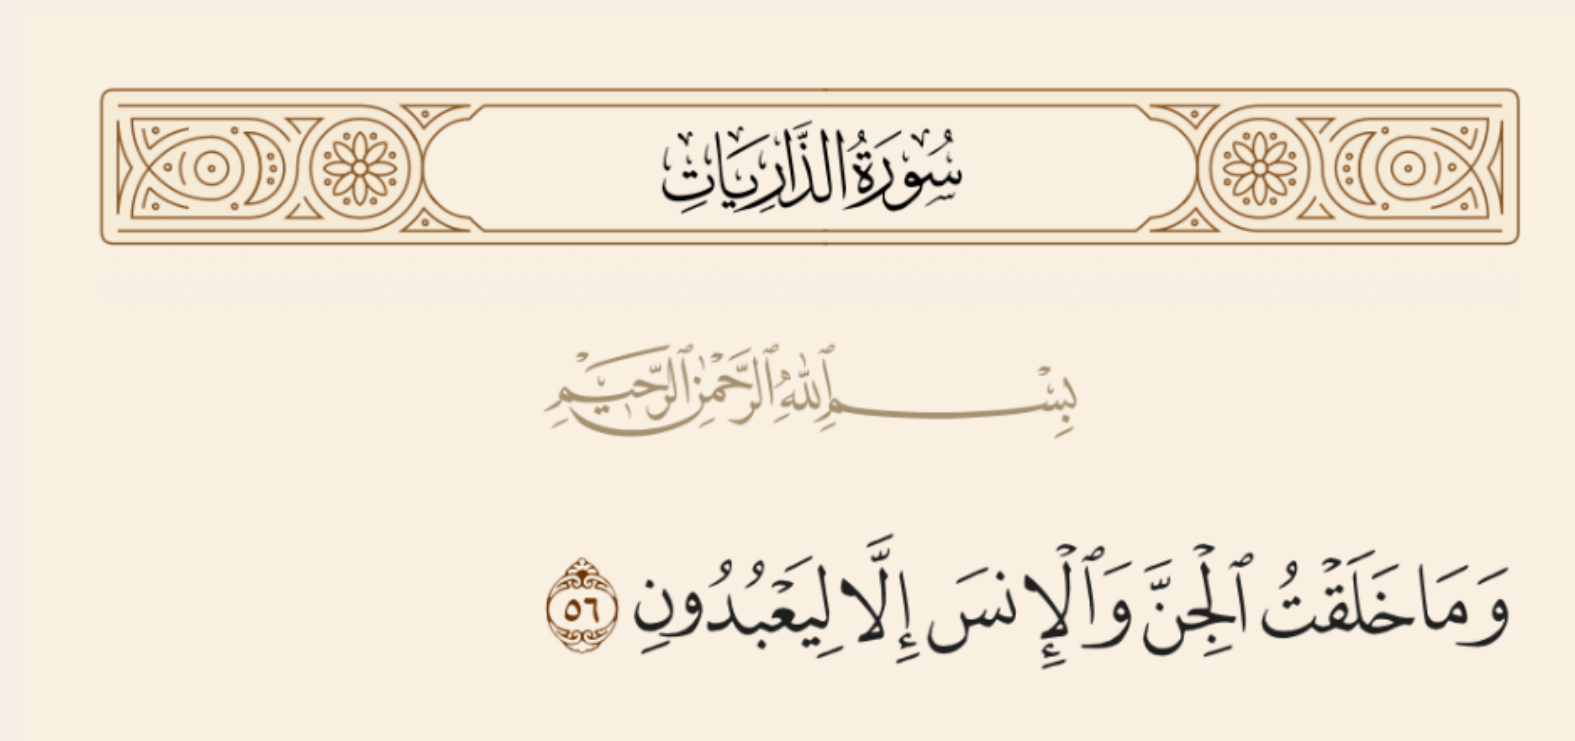 سُورَةُ الذَّارِيَاتِ
بِسْمِ ٱللَّهِ ٱلرَّحْمَٰنِ ٱلرَّحِيمِ
وَمَا خَلَقْتُ ٱلْجِنَّ وَٱلْإِنسَ إِلَّا لِيَعْبُدُونِ ٥٦